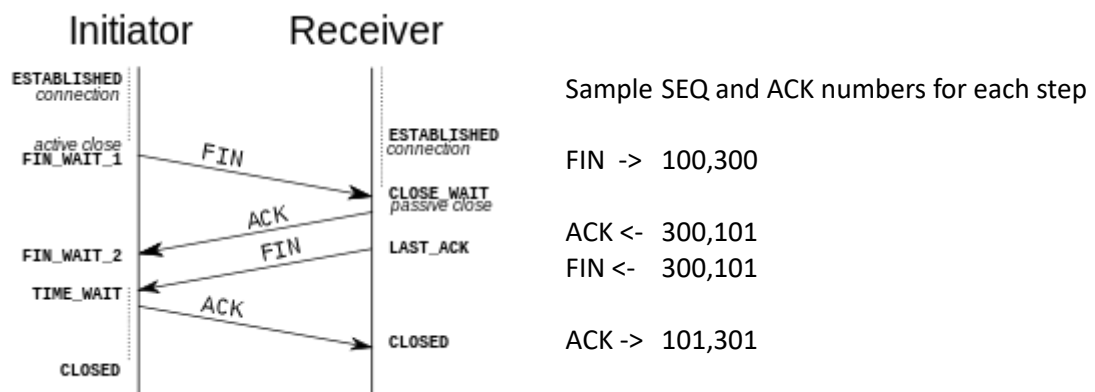 Initiator
Receiver
ESTABLISHED
connection
active close
FIN_WAIT_1
FIN
ESTABLISHED
connection
CLOSE_WAIT
passive close
ACK
FIN_WAIT_2
FIN
LAST_ACK
TIME_WAIT
ACK
CLOSED
CLOSED
Sample SEQ and ACK numbers for each step
FIN -> 100,300
ACK <- 300,101
FIN <- 300,101
ACK -> 101,301